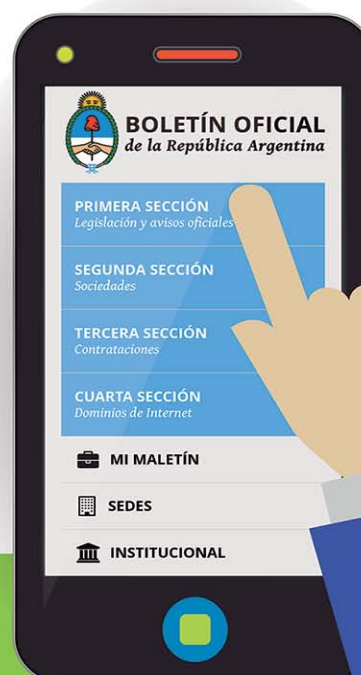 BOLETÍN OFICIAL
de la República Argentina
PRIMERA SECCIÓN
Legislación y avisos oficiales
SEGUNDA SECCIÓN
Sociedades
TERCERA SECCIÓN
Contrataciones
CUARTA SECCIÓN
Dominios de Internet
MI MALETÍN
SEDES
INSTITUCIONAL